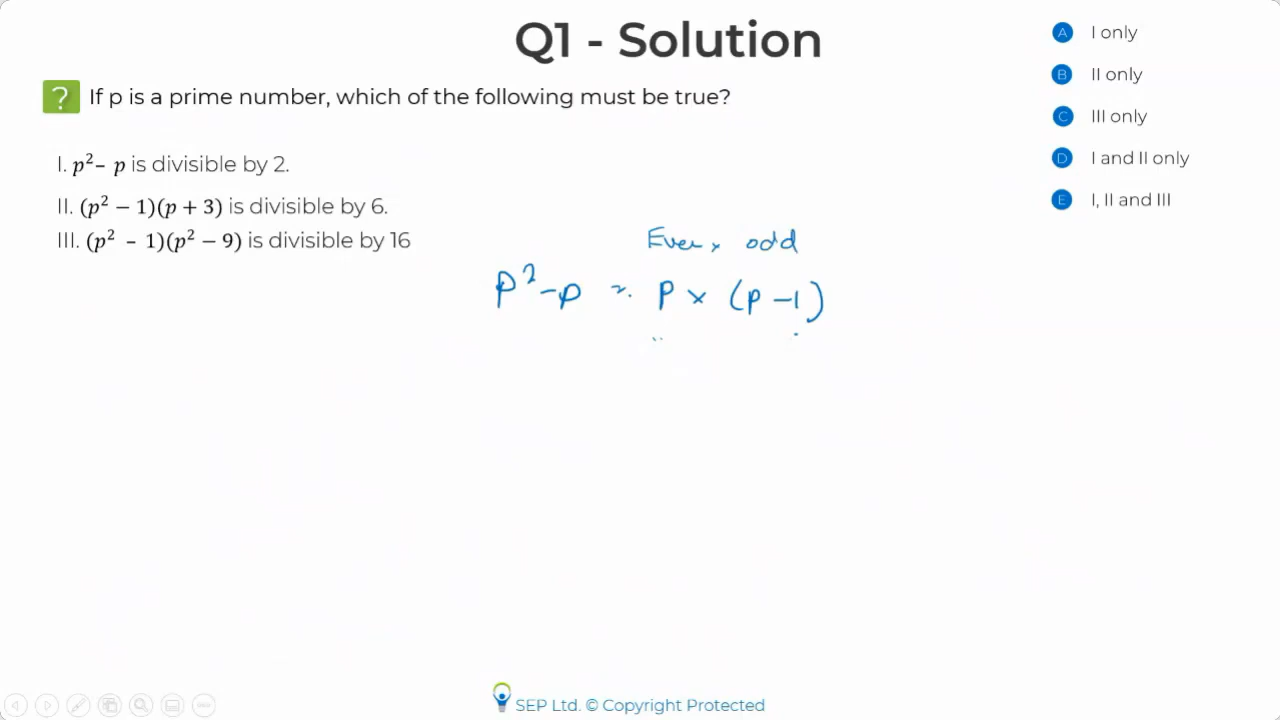 Q1 - Solution
If p is a prime number, which of the following must be true?
I. p² – p is divisible by 2.
II. (p² − 1)(p + 3) is divisible by 6.
III. (p² - 1)(p² − 9) is divisible by 16
A I only
B II only
C III only
D I and II only
E I, II and III
Even × odd
p² - p = p × (p - 1)
SEP Ltd. © Copyright Protected